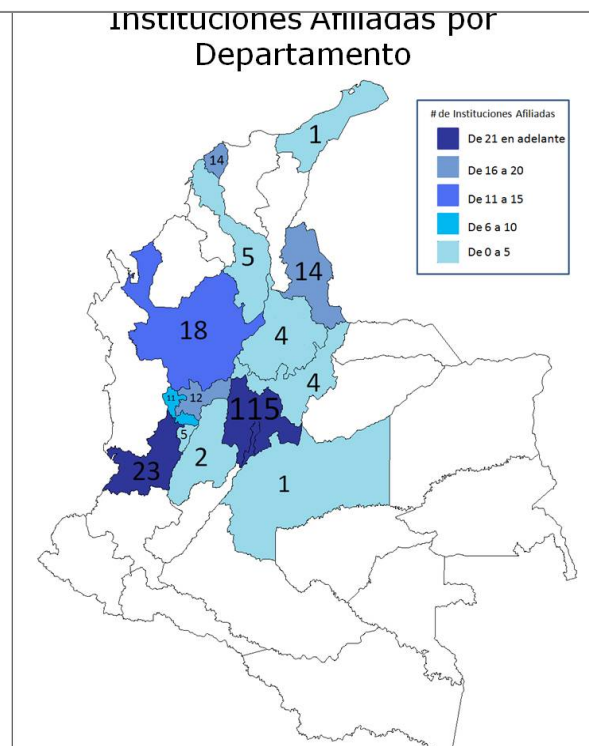 Instituciones Afiliadas por
Departamento
# de Instituciones Afiliadas
De 21 en adelante
De 16 a 20
De 11 a 15
De 6 a 10
De 0 a 5
1
14
5
14
18
4
4
11
12
115
5
23
2
1